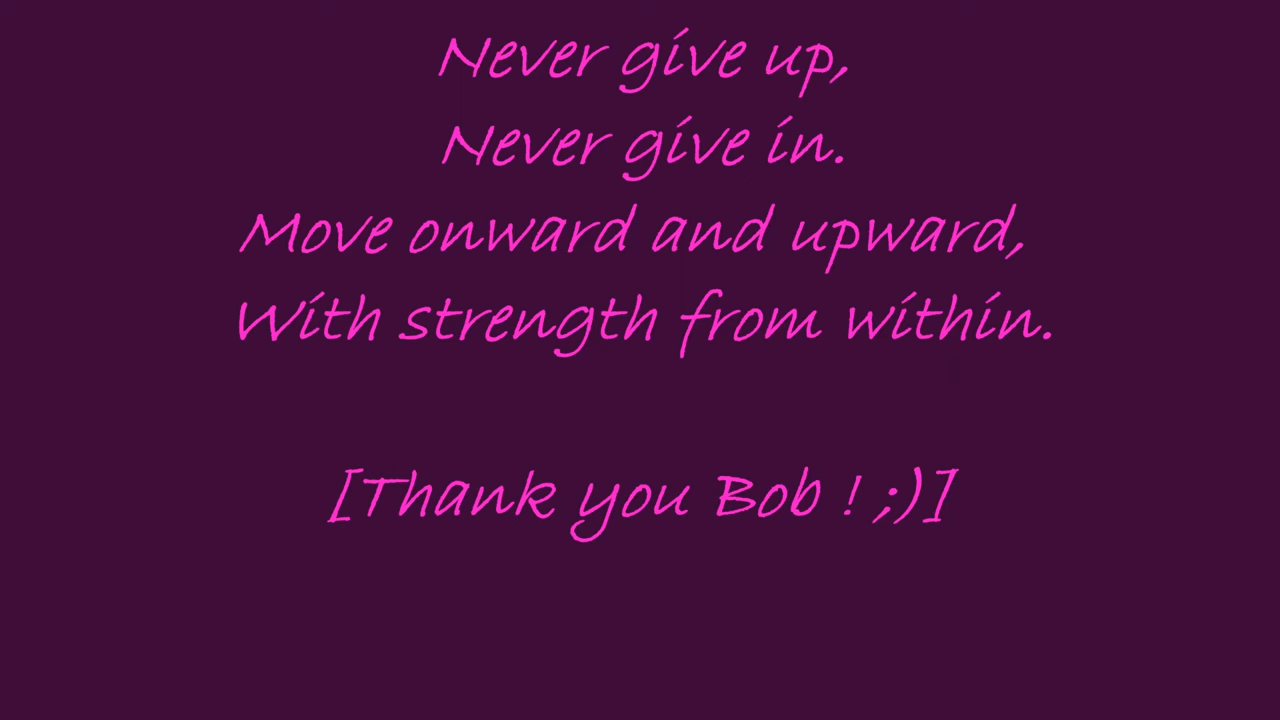 Never give up,
Never give in.
Move onward and upward,
With strength from within.
[Thank you Bob ! ;)]